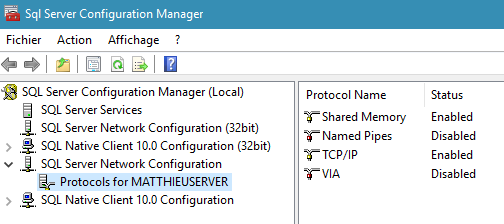 Sql Server Configuration Manager
Fichier Action Affichage ?
SQL Server Configuration Manager (Local)
SQL Server Services
SQL Server Network Configuration (32bit)
SQL Native Client 10.0 Configuration (32bit)
SQL Server Network Configuration
Protocols for MATTHIEUSERVER
SQL Native Client 10.0 Configuration
Protocol Name Status
Shared Memory Enabled
Named Pipes Disabled
TCP/IP Enabled
VIA Disabled